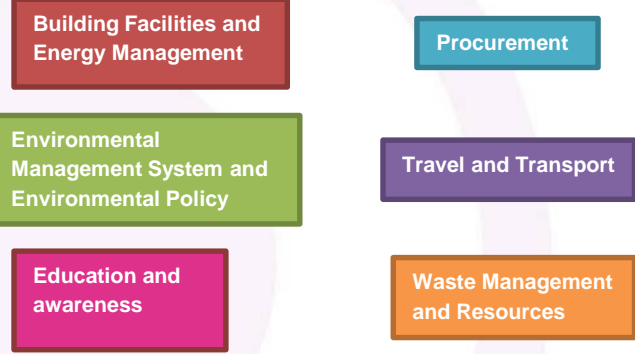 Building Facilities and
Energy Management
Procurement
Environmental
Management System and
Environmental Policy
Travel and Transport
Education and
awareness
Waste Management
and Resources